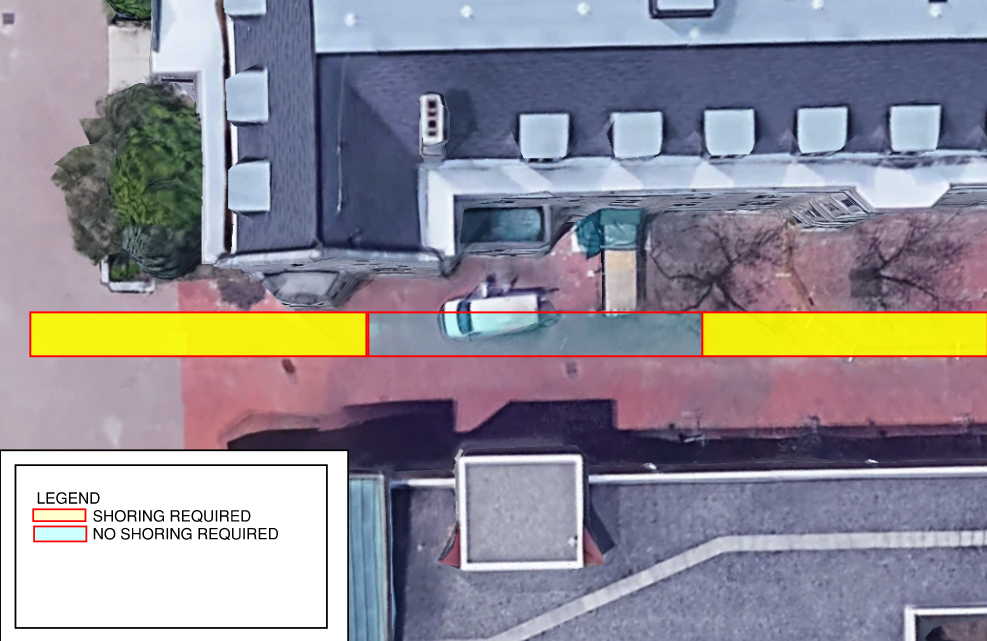 LEGEND
SHORING REQUIRED
NO SHORING REQUIRED